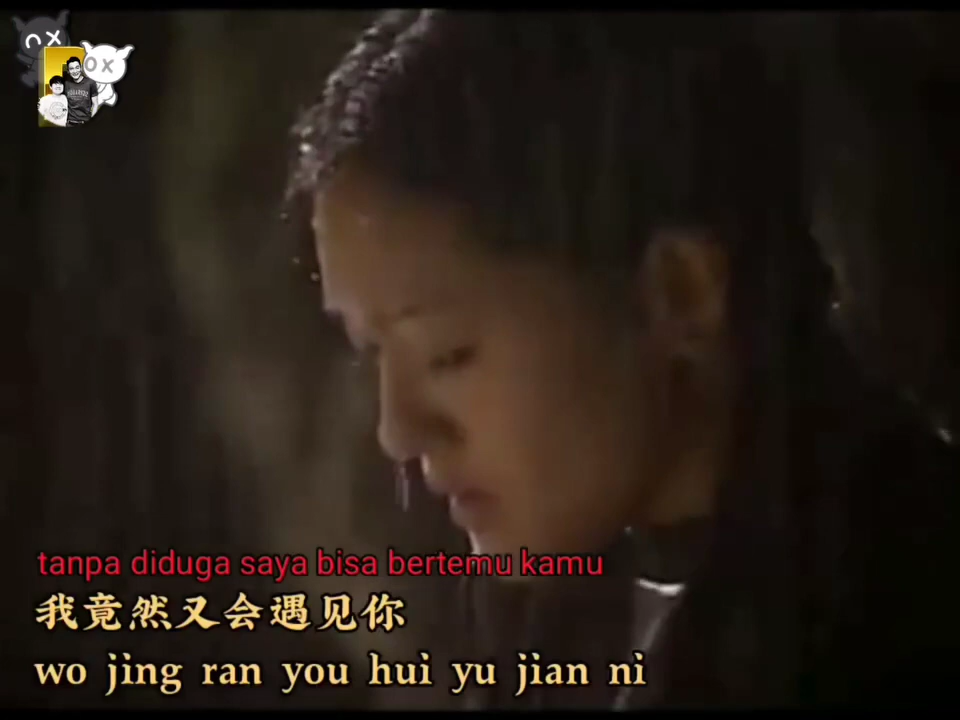 tanpa diduga saya bisa bertemu kamu
我竟然又会遇见你
wo jing ran you hui yu jian ni